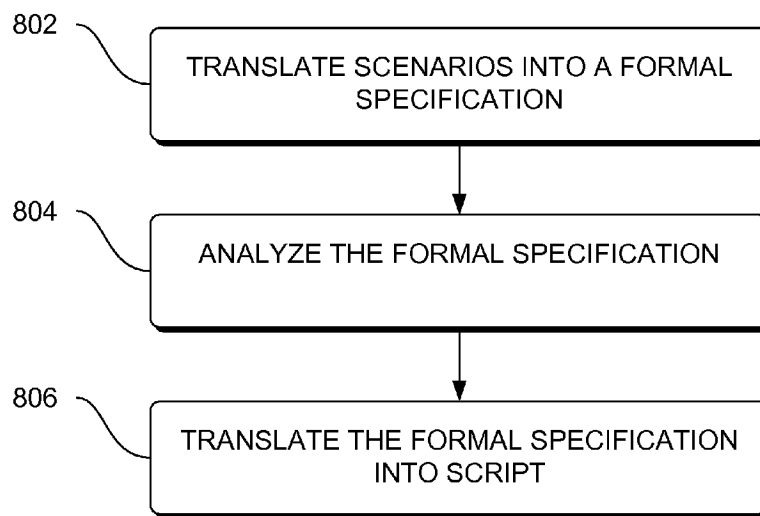 802
TRANSLATE SCENARIOS INTO A FORMAL
SPECIFICATION
804
ANALYZE THE FORMAL SPECIFICATION
806
TRANSLATE THE FORMAL SPECIFICATION
INTO SCRIPT